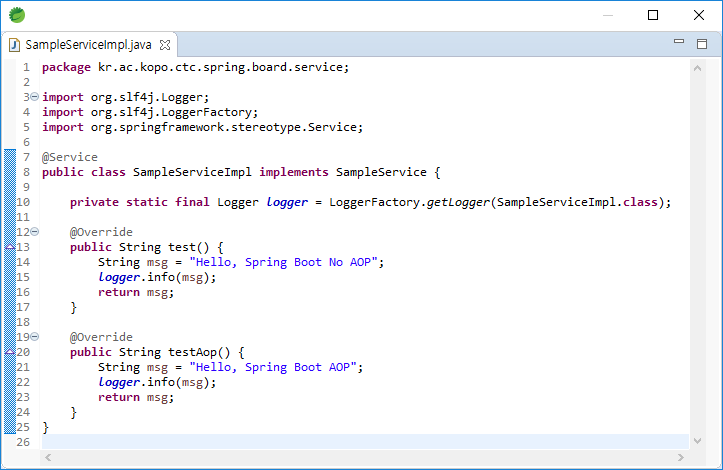 SampleServiceImpl.java
1 package kr.ac.kopo.ctc.spring.board.service;
2
3 import org.slf4j.Logger;
4 import org.slf4j.LoggerFactory;
5 import org.springframework.stereotype.Service;
6
7 @Service
8 public class SampleServiceImpl implements SampleService {
9
10     private static final Logger logger = LoggerFactory.getLogger(SampleServiceImpl.class);
11
12     @Override
13     public String test() {
14         String msg = "Hello, Spring Boot No AOP";
15         logger.info(msg);
16         return msg;
17     }
18
19     @Override
20     public String testAop() {
21         String msg = "Hello, Spring Boot AOP";
22         logger.info(msg);
23         return msg;
24     }
25 }
26